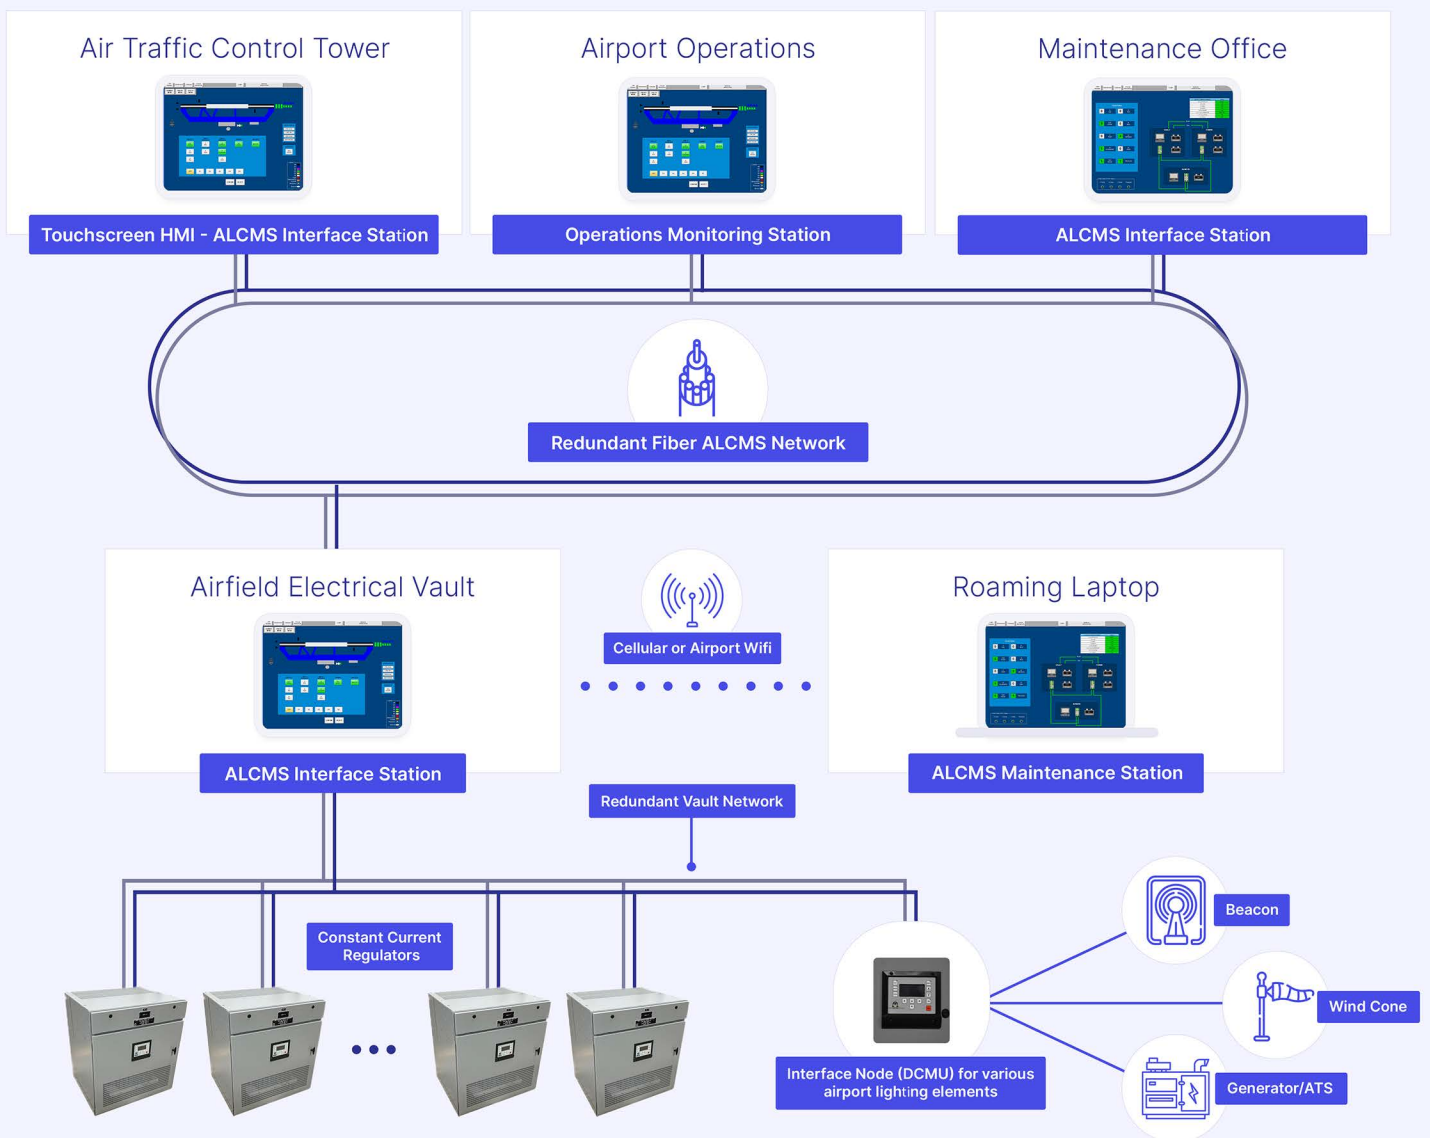 Air Traffic Control Tower
Airport Operations
Maintenance Office
Touchscreen HMI - ALCMS Interface Station
Operations Monitoring Station
ALCMS Interface Station
Redundant Fiber ALCMS Network
Airfield Electrical Vault
Roaming Laptop
Cellular or Airport Wifi
ALCMS Interface Station
ALCMS Maintenance Station
Redundant Vault Network
Constant Current
Regulators
Beacon
Wind Cone
Interface Node (DCMU) for various
airport lighting elements
Generator/ATS